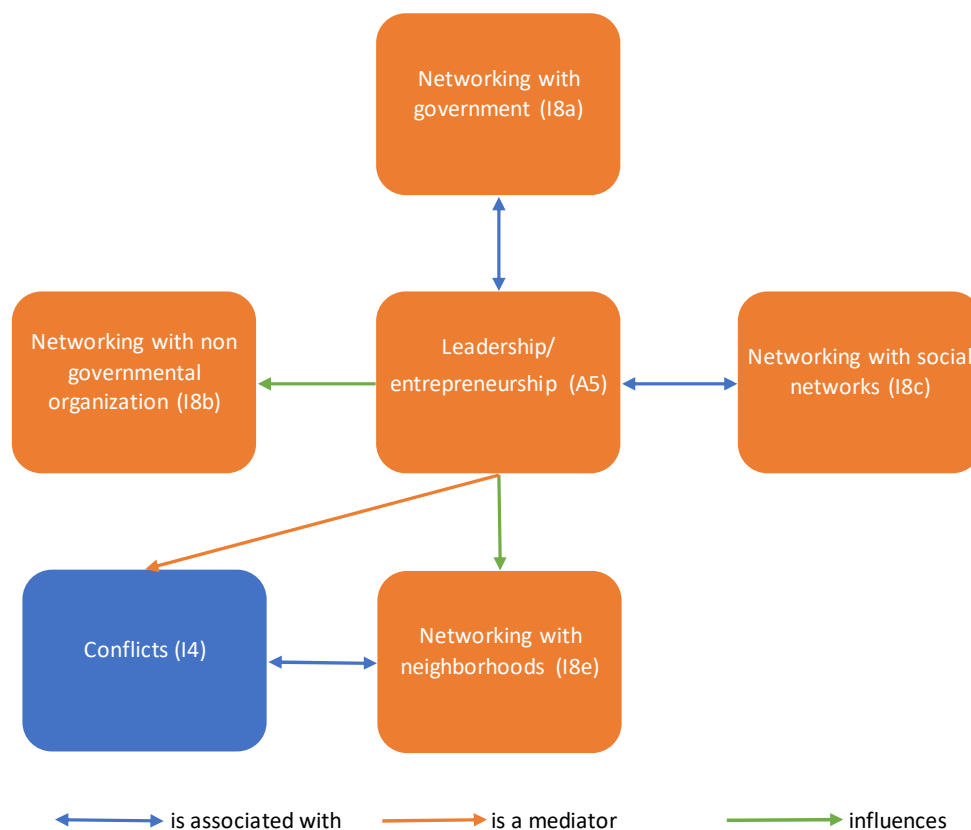 Networking with
government (I8a)
Networking with non
governmental
organization (I8b)
Leadership/
entrepreneurship (A5)
Networking with social
networks (I8c)
Conflicts (I4)
Networking with
neighborhoods (I8e)
is associated with
is a mediator
influences